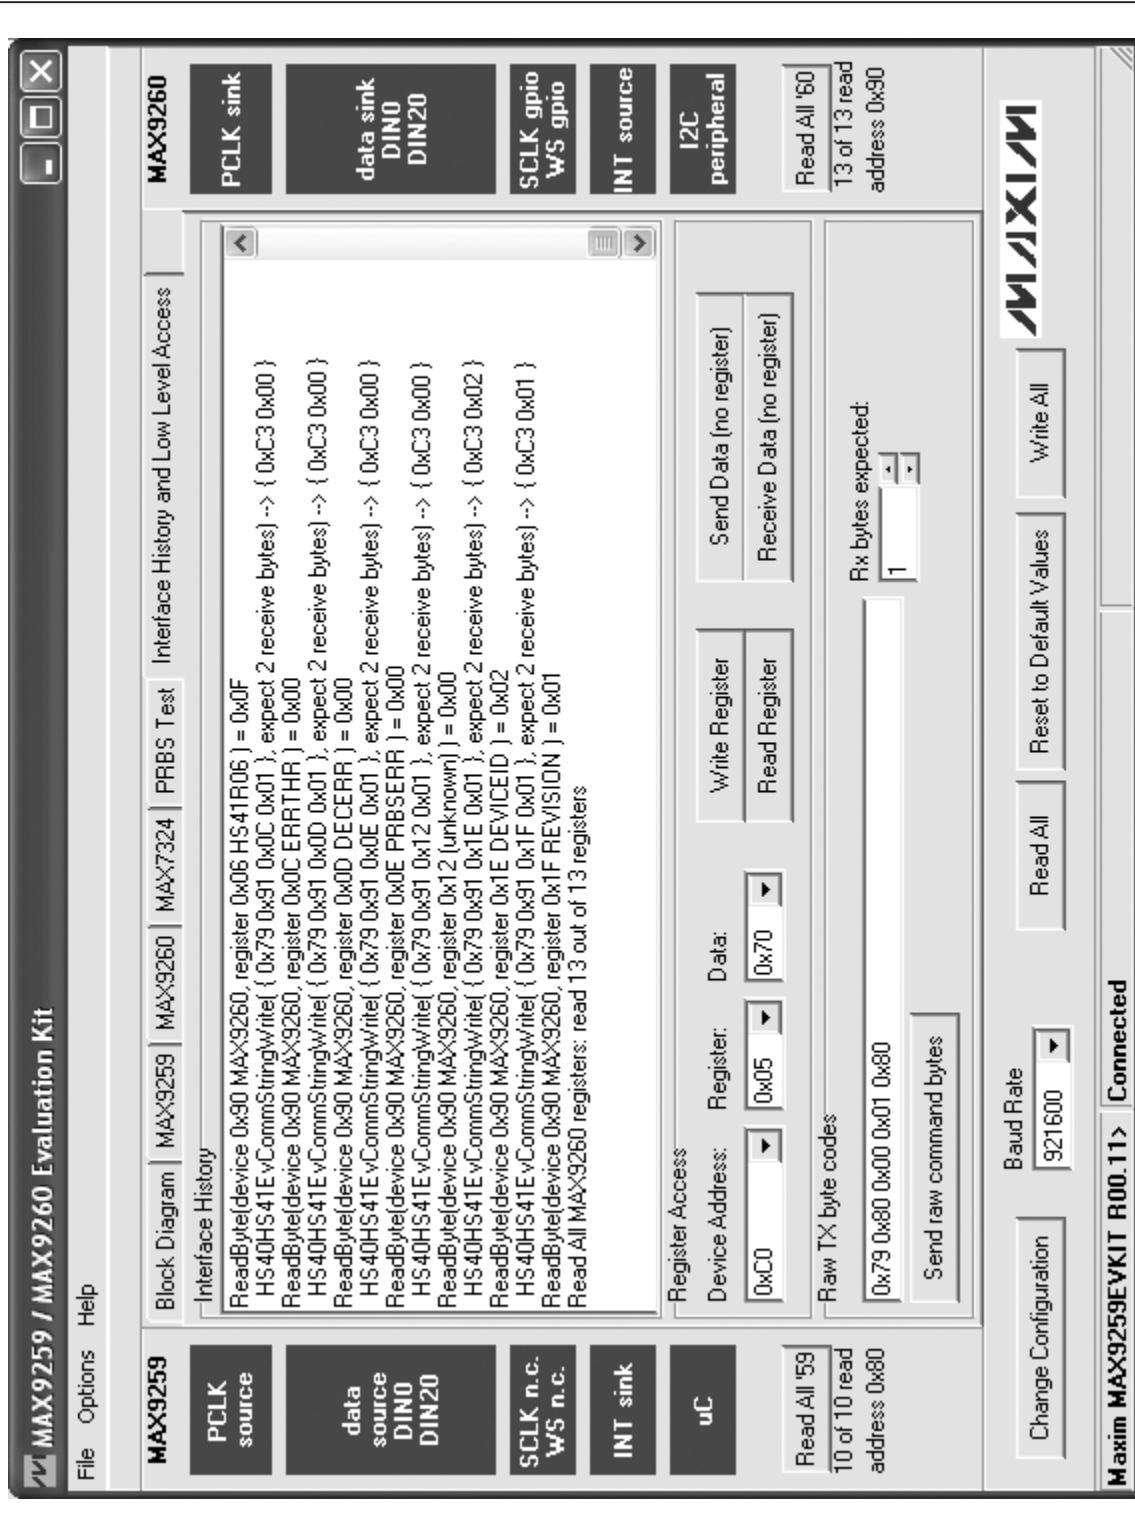 MAX9259 / MAX9260 Evaluation Kit
File Options Help
MAX9259
PCLK
source
data
source
DIN0
DIN20
SCLK n.c.
WS n.c.
INT sink
uC
Read All '59
10 of 10 read
address 0x80
Block Diagram MAX9259 MAX9260 MAX7324 PRBS Test Interface History and Low Level Access
Interface History
ReadByte(device 0x90 MAX9260, register 0x06 HS41R06 ) = 0x0F
HS40HS41EvCommStringWrite( { 0x79 0x91 0x0C 0x01 }, expect 2 receive bytes) --> { 0xC3 0x00 }
ReadByte(device 0x90 MAX9260, register 0x0C ERRTHR ) = 0x00
HS40HS41EvCommStringWrite( { 0x79 0x91 0x0D 0x01 }, expect 2 receive bytes) --> { 0xC3 0x00 }
ReadByte(device 0x90 MAX9260, register 0x0D DECERR ) = 0x00
HS40HS41EvCommStringWrite( { 0x79 0x91 0x0E 0x01 }, expect 2 receive bytes) --> { 0xC3 0x00 }
ReadByte(device 0x90 MAX9260, register 0x0E PRBSERR ) = 0x00
HS40HS41EvCommStringWrite( { 0x79 0x91 0x12 0x01 }, expect 2 receive bytes) --> { 0xC3 0x00 }
ReadByte(device 0x90 MAX9260, register 0x12 (unknown) ) = 0x00
HS40HS41EvCommStringWrite( { 0x79 0x91 0x1E 0x01 }, expect 2 receive bytes) --> { 0xC3 0x02 }
ReadByte(device 0x90 MAX9260, register 0x1E DEVICEID ) = 0x02
HS40HS41EvCommStringWrite( { 0x79 0x91 0x1F 0x01 }, expect 2 receive bytes) --> { 0xC3 0x01 }
ReadByte(device 0x90 MAX9260, register 0x1F REVISION ) = 0x01
Read All MAX9260 registers: read 13 out of 13 registers
Register Access
Device Address: Register: Data:
0xC0 0x05 0x70
Write Register
Read Register
Send Data (no register)
Receive Data (no register)
Raw TX byte codes
Rx bytes expected:
0x79 0x80 0x00 0x01 0x80
1
Send raw command bytes
MAX9260
PCLK sink
data sink
DIN0
DIN20
SCLK gpio
WS gpio
INT source
I2C
peripheral
Read All '60
13 of 13 read
address 0x90
Change Configuration
Baud Rate
921600
Read All
Reset to Default Values
Write All
MAXIM
Maxim MAX9259EVKIT R00.11> Connected